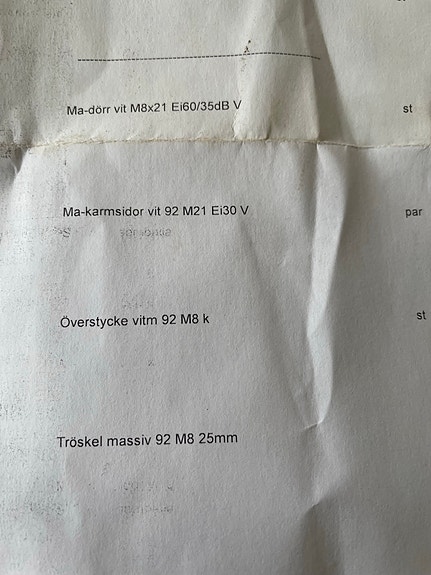 Ma-dörr vit M8x21 Ei60/35dB V st
Ma-karmsidor vit 92 M21 Ei30 V par
Överstycke vitm 92 M8 k st
Tröskel massiv 92 M8 25mm